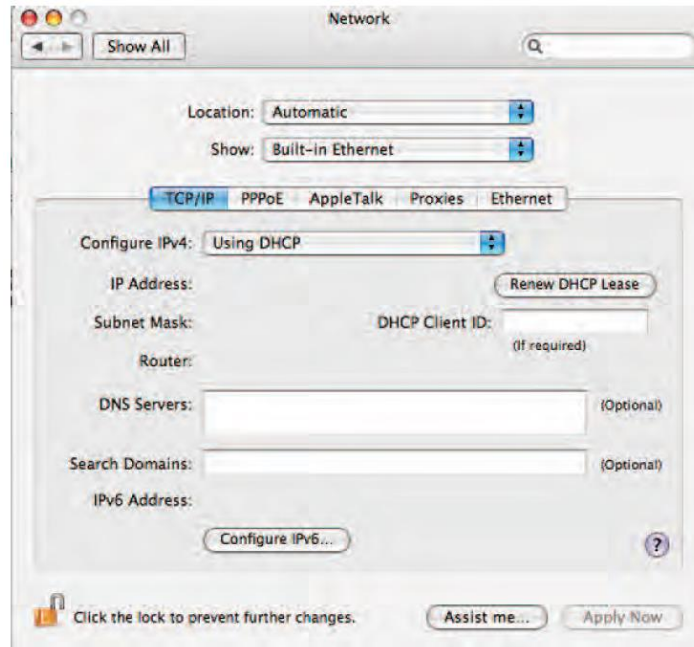 Network
Show All
Location: Automatic
Show: Built-in Ethernet
TCP/IP PPPoE AppleTalk Proxies Ethernet
Configure IPv4: Using DHCP
IP Address: Renew DHCP Lease
Subnet Mask: DHCP Client ID:
(If required)
Router:
DNS Servers: (Optional)
Search Domains: (Optional)
IPv6 Address:
Configure IPv6...
?
Click the lock to prevent further changes. Assist me... Apply Now